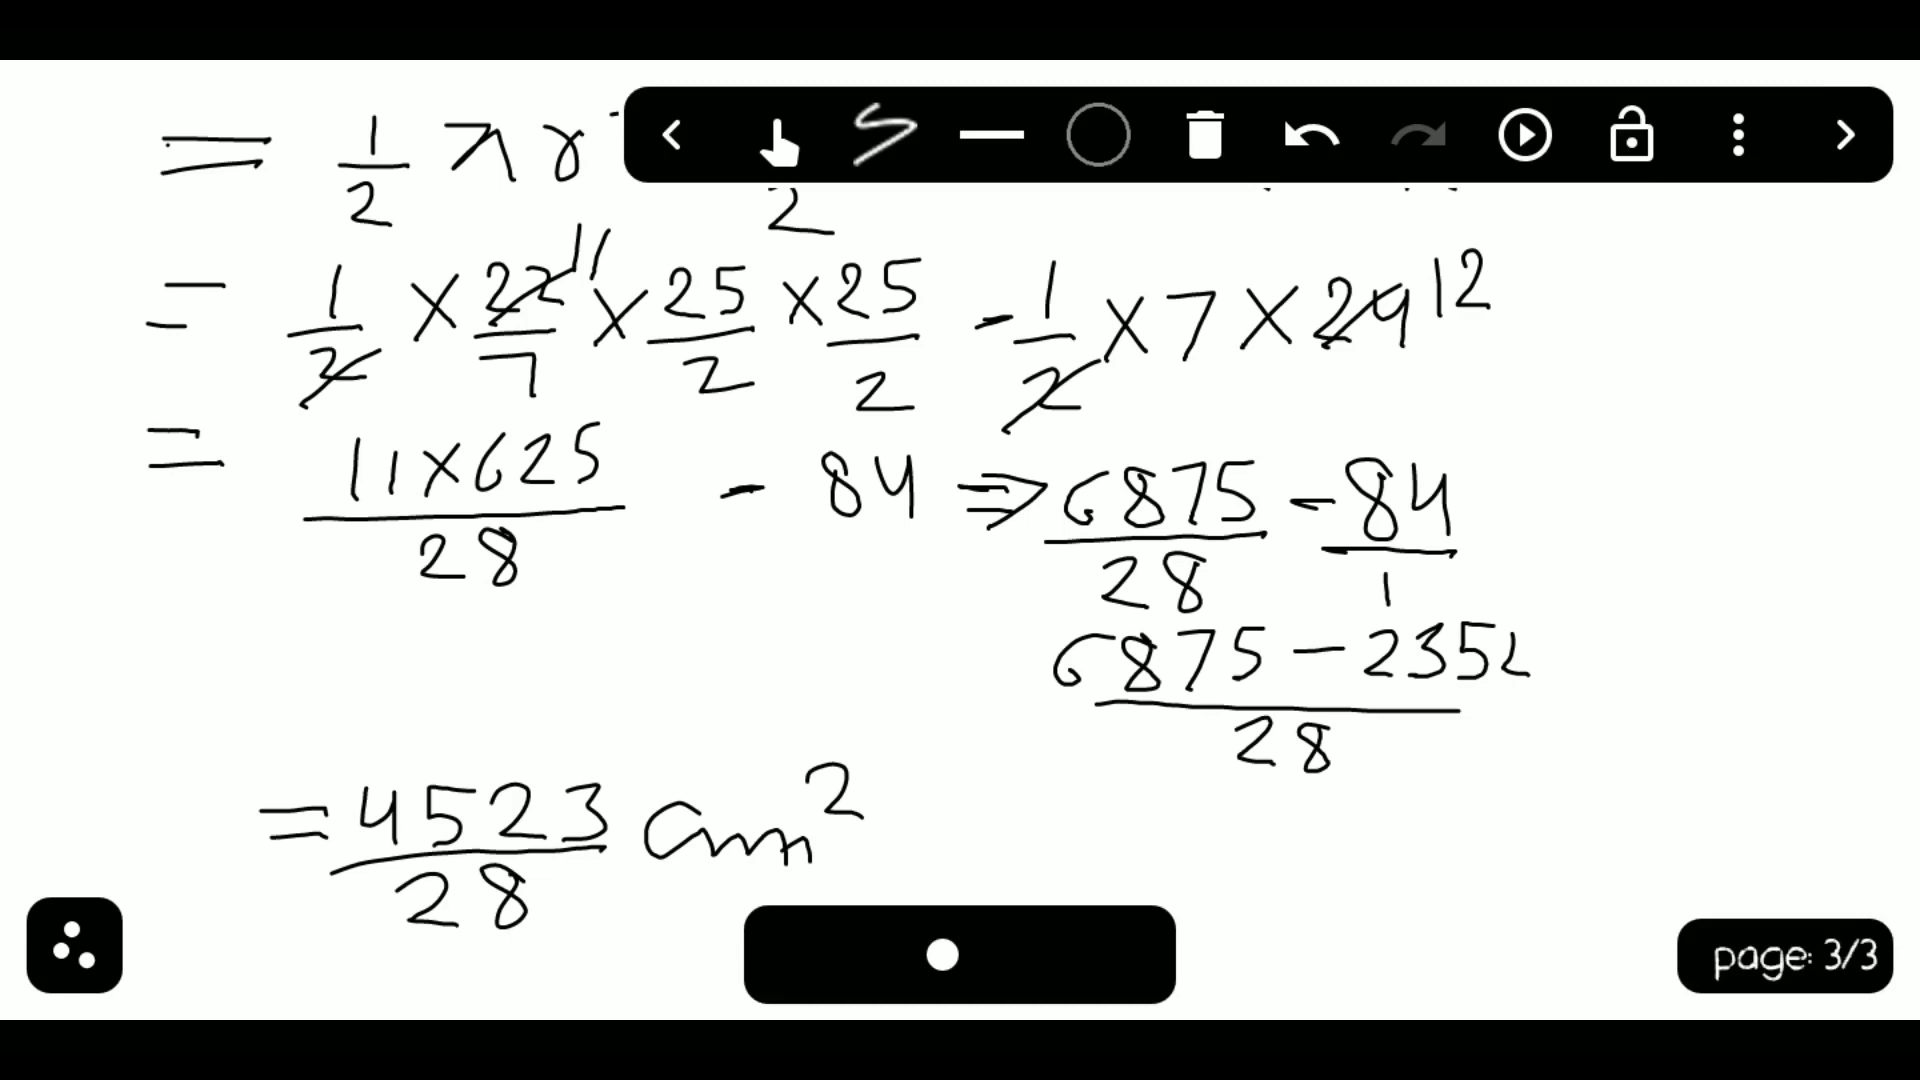 = 1/2 π r
2
= 1/2 × 22/7 11 × 25/2 × 25/2 - 1/2 × 7 × 24 12
= 11×625/28 - 84 ⇒ 6875/28 - 84/1
6875-2352/28
= 4523/28 cm²
page: 3/3